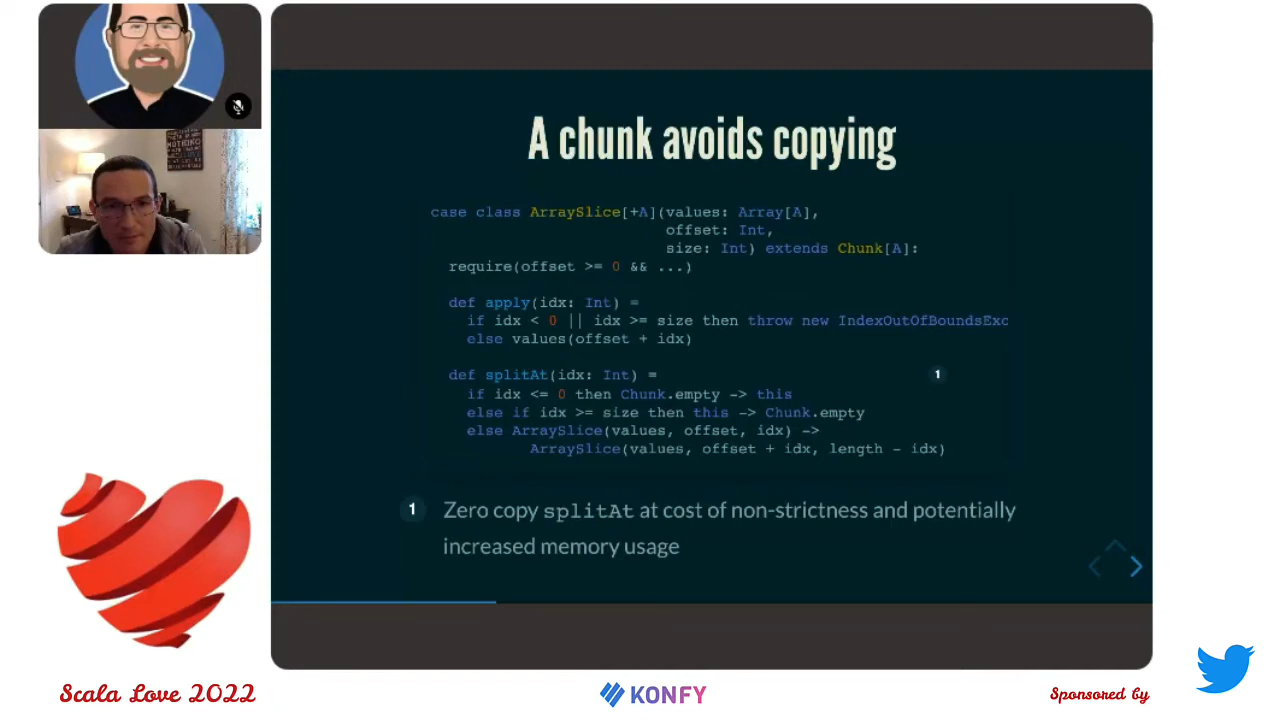 A chunk avoids copying
case class ArraySlice[+A](values: Array[A],
offset: Int,
size: Int) extends Chunk[A]:
require(offset >= 0 && ...)
def apply(idx: Int) =
if idx < 0 || idx >= size then throw new IndexOutOfBoundsExc
else values(offset + idx)
def splitAt(idx: Int) =
1
if idx <= 0 then Chunk.empty -> this
else if idx >= size then this -> Chunk.empty
else ArraySlice(values, offset, idx) ->
ArraySlice(values, offset + idx, length - idx)
1 Zero copy splitAt at cost of non-strictness and potentially
increased memory usage
Scala Love 2022
KONFY
Sponsored by
NOTHING